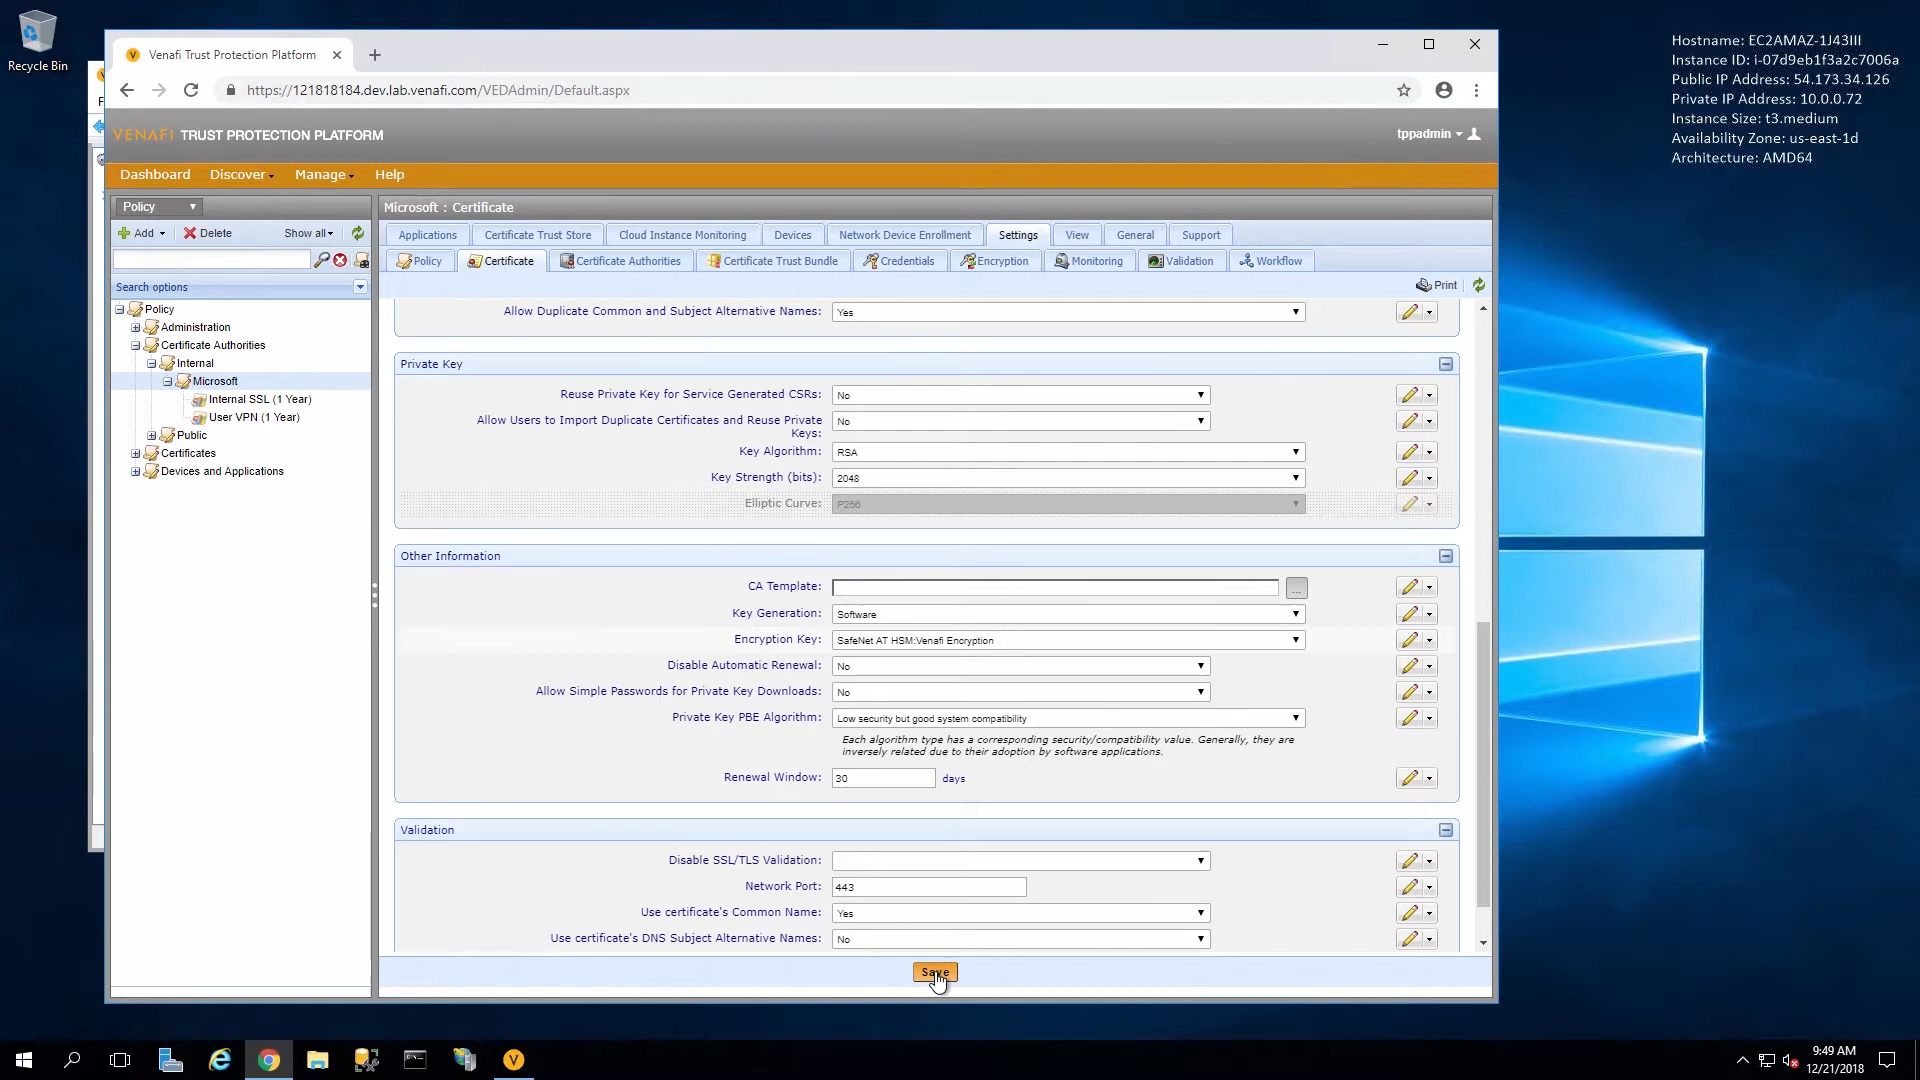 Recycle Bin
Hostname: EC2AMAZ-1J43III
Instance ID: i-07d9eb1f3a2c7006a
Public IP Address: 54.173.34.126
Private IP Address: 10.0.0.72
Instance Size: t3.medium
Availability Zone: us-east-1d
Architecture: AMD64
Venafi Trust Protection Platform
https://121818184.dev.lab.venafi.com/VEDAdmin/Default.aspx
VENAFI TRUST PROTECTION PLATFORM
tppadmin
Dashboard Discover Manage Help
Policy
Add Delete Show all
Search options
Policy
Administration
Certificate Authorities
Internal
Microsoft
Internal SSL (1 Year)
User VPN (1 Year)
Public
Certificates
Devices and Applications
Microsoft : Certificate
Applications Certificate Trust Store Cloud Instance Monitoring Devices Network Device Enrollment Settings View General Support
Policy Certificate Certificate Authorities Certificate Trust Bundle Credentials Encryption Monitoring Validation Workflow
Print
Allow Duplicate Common and Subject Alternative Names: Yes
Private Key
Reuse Private Key for Service Generated CSRs: No
Allow Users to Import Duplicate Certificates and Reuse Private
Keys: No
Key Algorithm: RSA
Key Strength (bits): 2048
Elliptic Curve: P256
Other Information
CA Template: ...
Key Generation: Software
Encryption Key: SafeNet AT HSM:Venafi Encryption
Disable Automatic Renewal: No
Allow Simple Passwords for Private Key Downloads: No
Private Key PBE Algorithm: Low security but good system compatibility
Each algorithm type has a corresponding security/compatibility value. Generally, they are
inversely related due to their adoption by software applications.
Renewal Window: 30 days
Validation
Disable SSL/TLS Validation:
Network Port: 443
Use certificate's Common Name: Yes
Use certificate's DNS Subject Alternative Names: No
Save
9:49 AM
12/21/2018